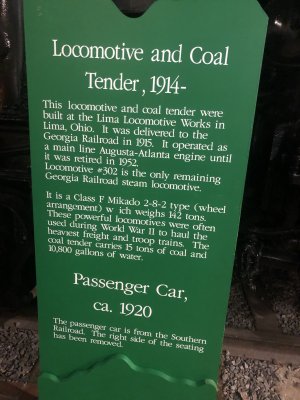 Locomotive and Coal
Tender, 1914-
This locomotive and coal tender were
built at the Lima Locomotive Works in
Lima, Ohio. It was delivered to the
Georgia Railroad in 1915. It operated as
a main line Augusta-Atlanta engine until
it was retired in 1952.
Locomotive #302 is the only remaining
Georgia Railroad steam locomotive.
It is a Class F Mikado 2-8-2 type (wheel
arrangement) w ich weighs 142 tons.
These powerful locomotives were often
used during World War II to haul the
heaviest freight and troop trains. The
coal tender carries 15 tons of coal and
10,800 gallons of water.
Passenger Car,
ca. 1920
The passenger car is from the Southern
Railroad. The right side of the seating
has been removed.